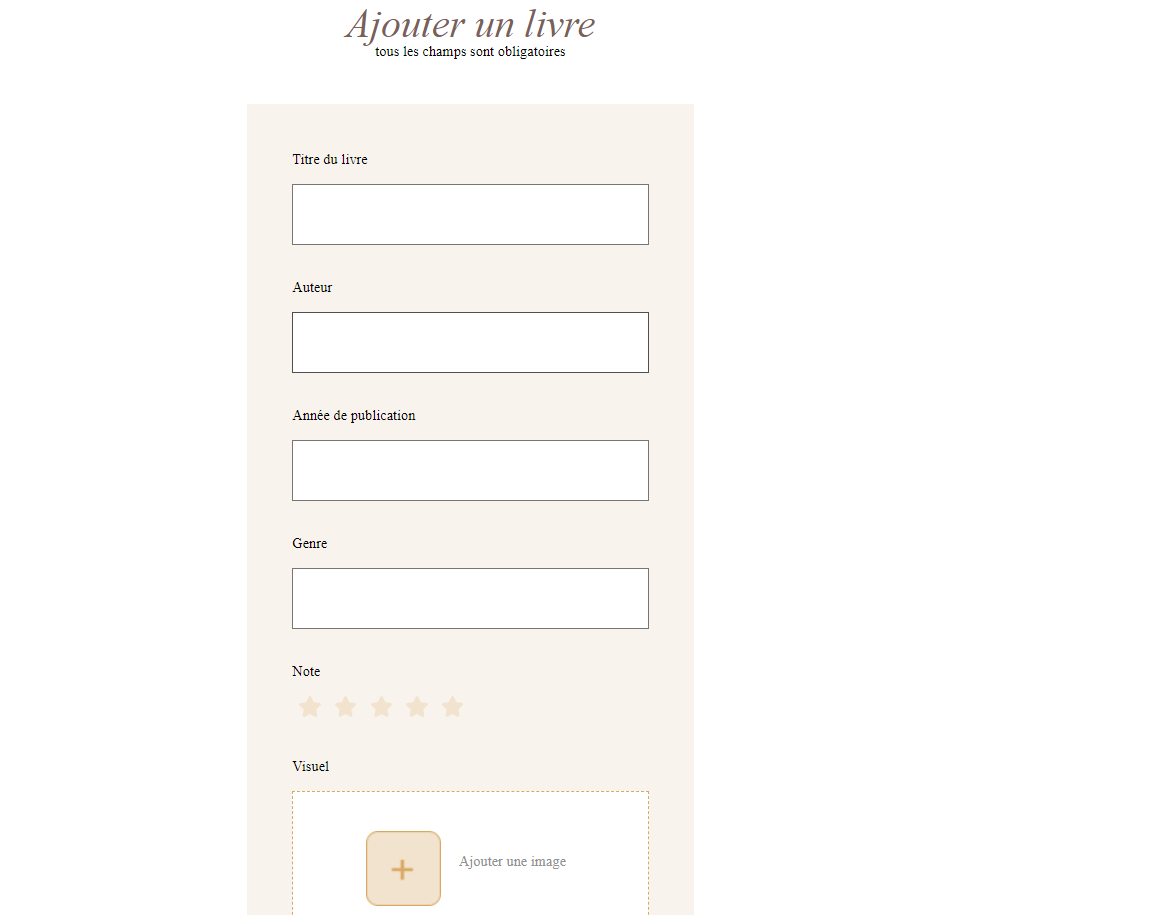 Ajouter un livre
tous les champs sont obligatoires
Titre du livre
Auteur
Année de publication
Genre
Note
Visuel
Ajouter une image